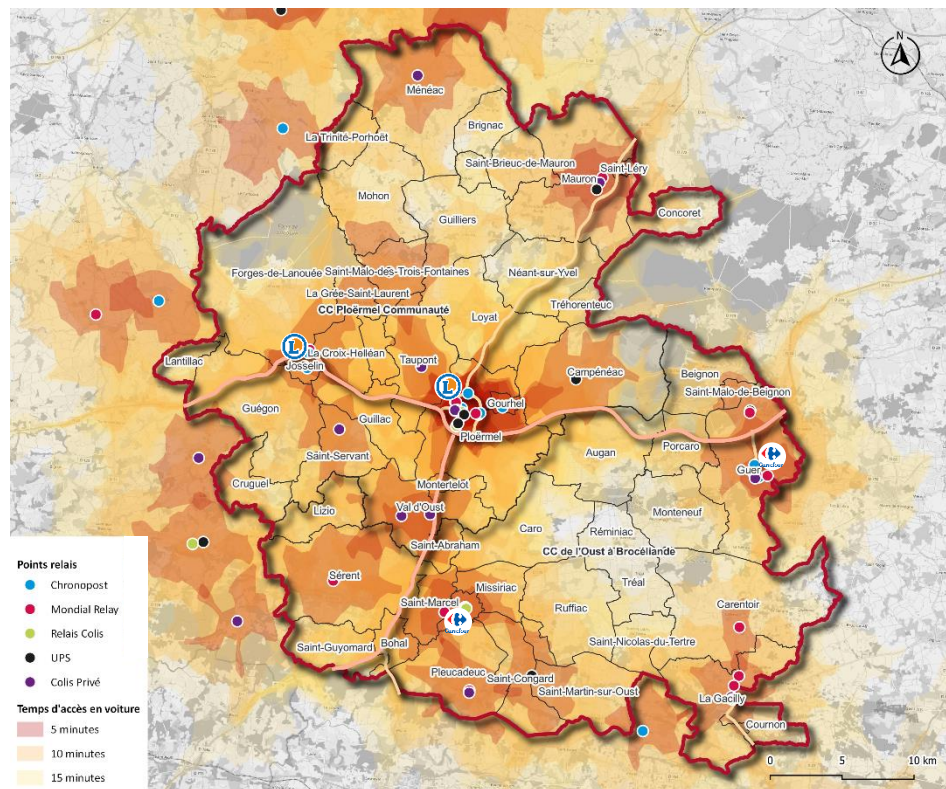 N
Ménéac
La Trinité-Porhoët
Brignac
Saint-Brieuc-de-Mauron
Saint-Léry
Mauron
Mohon
Concoret
Guilliers
Forges-de-Lanouée
Saint-Malo-des-Trois-Fontaines
Néant-sur-Yvel
La Grée-Saint-Laurent
Tréhorenteuc
CC Ploërmel Communauté
Loyat
L
La Croix-Helléan
Lantillac
Josselin
Taupont
L
Campénéac
Beignon
Saint-Malo-de-Beignon
Guégon
Guillac
Gourhel
Ploërmel
Augan
Porcaro
Saint-Servant
Guer
Carrefour
Cruguel
Montertelot
Lizio
Val d'Oust
Monteneuf
Caro
Réminiac
Saint-Abraham
CC de l'Oust à Brocéliande
Sérent
Missiriac
Tréal
Saint-Marcel
Carrefour
Ruffiac
Carentoir
Saint-Guyomard
Bohal
Saint-Nicolas-du-Tertre
Pleucadeuc
Saint-Congard
Saint-Martin-sur-Oust
La Gacilly
Cournon
Points relais
Chronopost
Mondial Relay
Relais Colis
UPS
Colis Privé
Temps d'accès en voiture
5 minutes
10 minutes
15 minutes
0 5 10 km